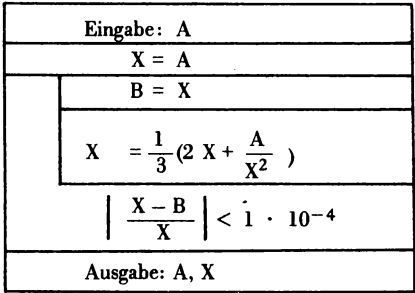 Eingabe: A
X = A
B = X
X = 1/3 (2 X + A/X² )
| (X – B)/X | < 1 · 10⁻⁴
Ausgabe: A, X